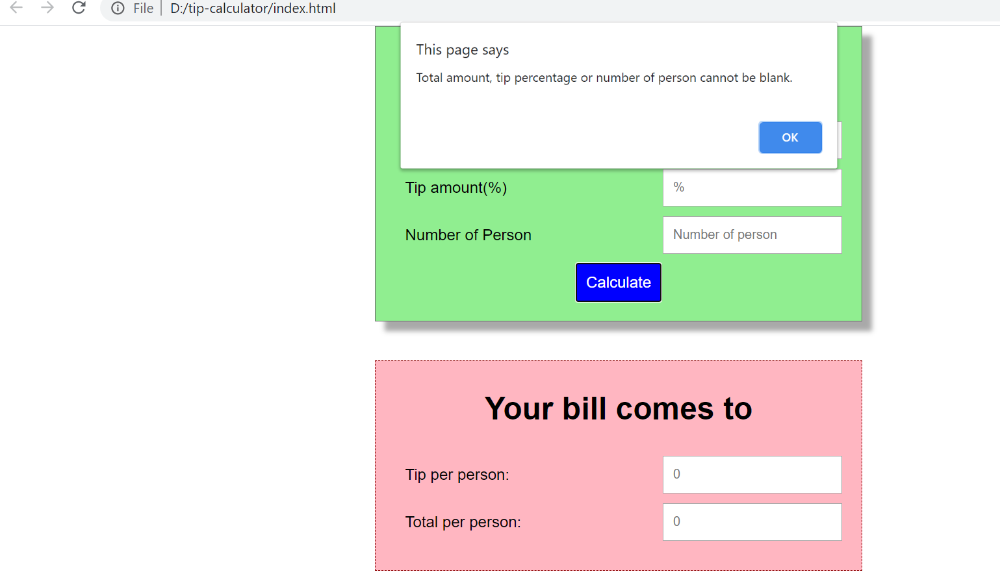 File D:/tip-calculator/index.html
This page says
Total amount, tip percentage or number of person cannot be blank.
OK
Tip amount(%) %
Number of Person Number of person
Calculate
Your bill comes to
Tip per person: 0
Total per person: 0